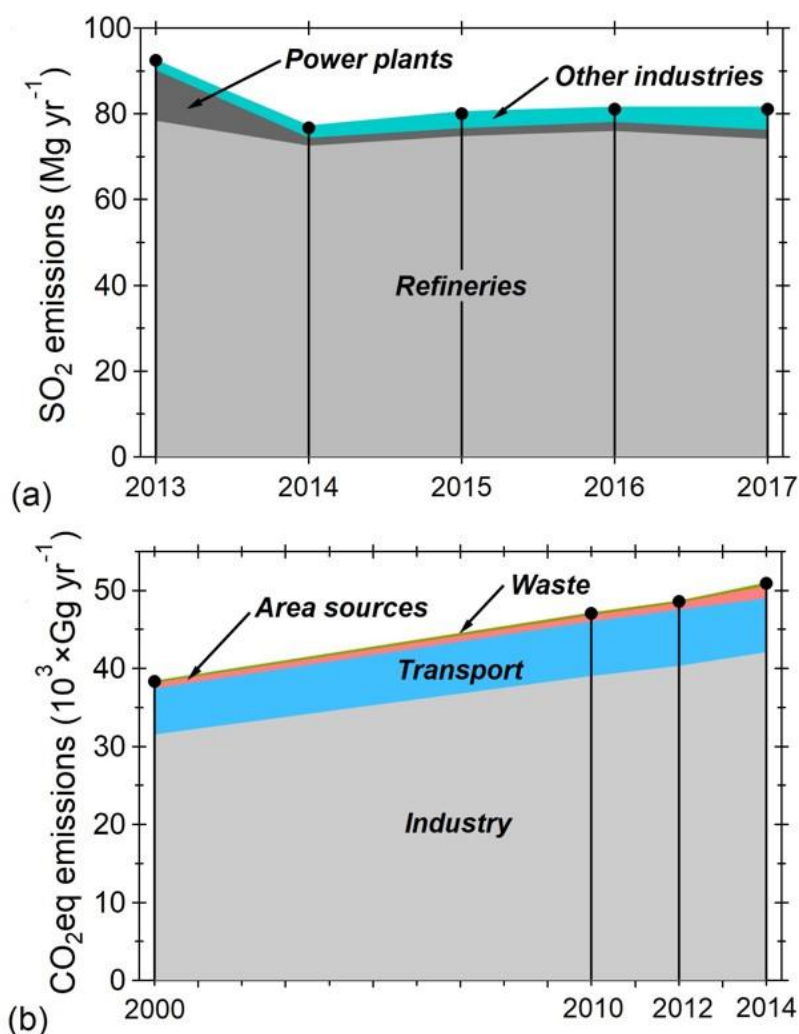 SO₂ emissions (Mg yr⁻¹)
100
80
60
40
20
0
Power plants
Other industries
Refineries
2013 2014 2015 2016 2017
(a)
CO₂eq emissions (10³ ×Gg yr⁻¹)
50
40
30
20
10
0
Area sources
Waste
Transport
Industry
2000 2010 2012 2014
(b)